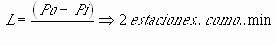 L = (Po − Pi) ⇒ 2 estaciones.. como.. min